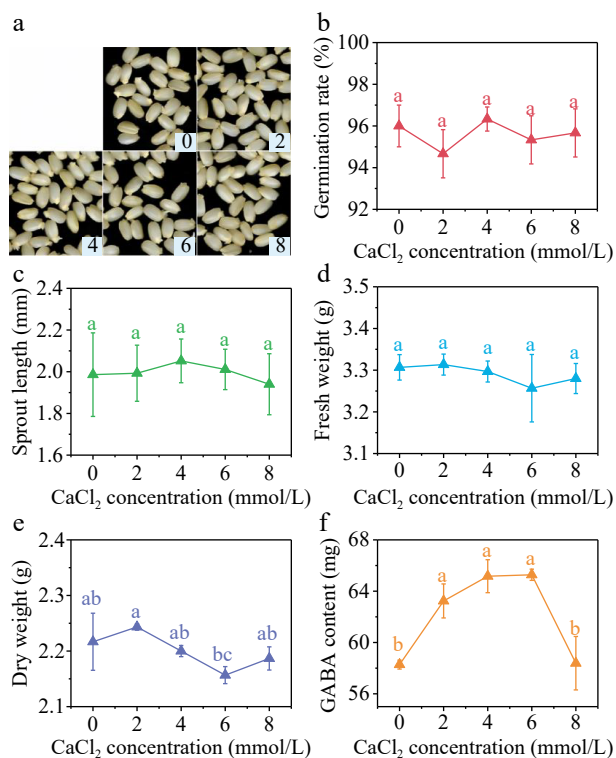 a
0
2
4
6
8
b
Germination rate (%)
100
98
96
94
92
a a a a a
0 2 4 6 8
CaCl₂ concentration (mmol/L)
c
Sprout length (mm)
2.4
2.2
2.0
1.8
1.6
a a a a a
0 2 4 6 8
CaCl₂ concentration (mmol/L)
d
Fresh weight (g)
3.5
3.3
3.2
3.1
a a a a a
0 2 4 6 8
CaCl₂ concentration (mmol/L)
e
Dry weight (g)
2.4
2.3
2.2
2.1
ab a ab bc ab
0 2 4 6 8
CaCl₂ concentration (mmol/L)
f
GABA content (mg)
68
64
60
56
b a a a b
0 2 4 6 8
CaCl₂ concentration (mmol/L)